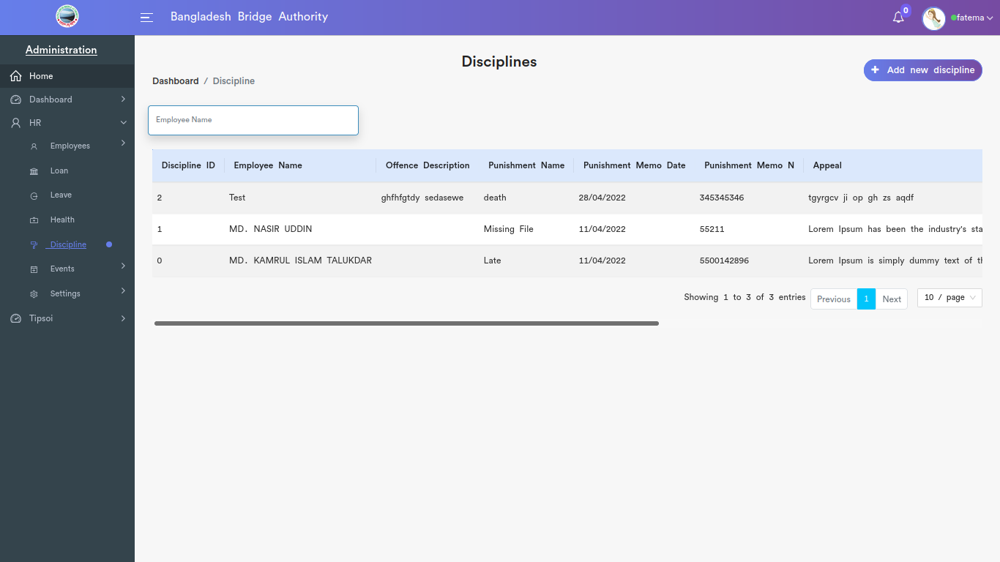 Bangladesh Bridge Authority
0
fatema
Administration
Home
Dashboard
HR
Employees
Loan
Leave
Health
Discipline
Events
Settings
Tipsoi
Disciplines
Dashboard / Discipline
Add new discipline
Employee Name
Discipline ID Employee Name Offence Description Punishment Name Punishment Memo Date Punishment Memo N Appeal
2 Test ghfhfgtdy sedasewe death 28/04/2022 345345346 tgyrgcv ji op gh zs aqdf
1 MD. NASIR UDDIN Missing File 11/04/2022 55211 Lorem Ipsum has been the industry's sta
0 MD. KAMRUL ISLAM TALUKDAR Late 11/04/2022 5500142896 Lorem Ipsum is simply dummy text of th
Showing 1 to 3 of 3 entries Previous 1 Next 10 / page